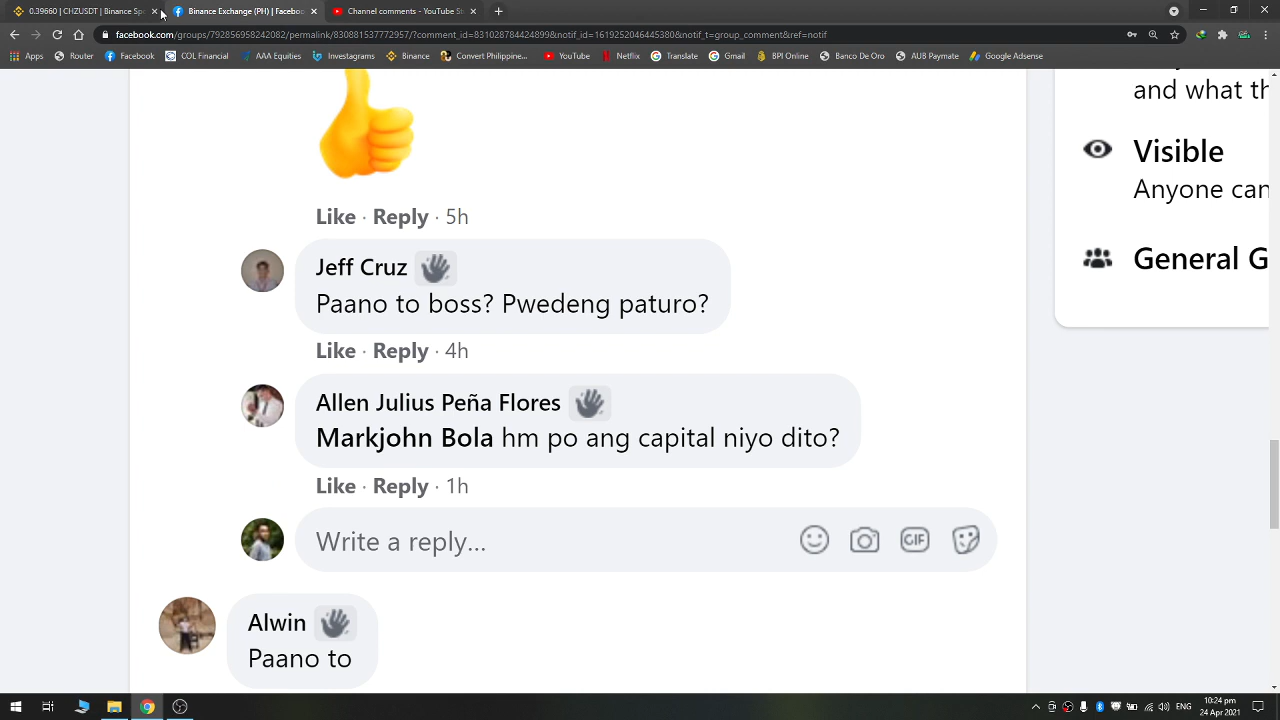 0.39660 | CHZUSDT | Binance Sp
Binance Exchange (PH) | Faceboo
Channel comments - YouTube St
facebook.com/groups/792856958242082/permalink/830881537772957/?comment_id=831028784424899&notif_id=1619252046445380&notif_t=group_comment&ref=notif
Apps
Router
Facebook
COL Financial
AAA Equities
Investagrams
Binance
Convert Philippine...
YouTube
Netflix
Translate
Gmail
BPI Online
Banco De Oro
AUB Paymate
Google Adsense
and what th
Visible
Anyone can
General G
Like · Reply · 5h
Jeff Cruz
Paano to boss? Pwedeng paturo?
Like · Reply · 4h
Allen Julius Peña Flores
Markjohn Bola hm po ang capital niyo dito?
Like · Reply · 1h
Write a reply...
GIF
Alwin
Paano to
10:24 pm
24 Apr 2021